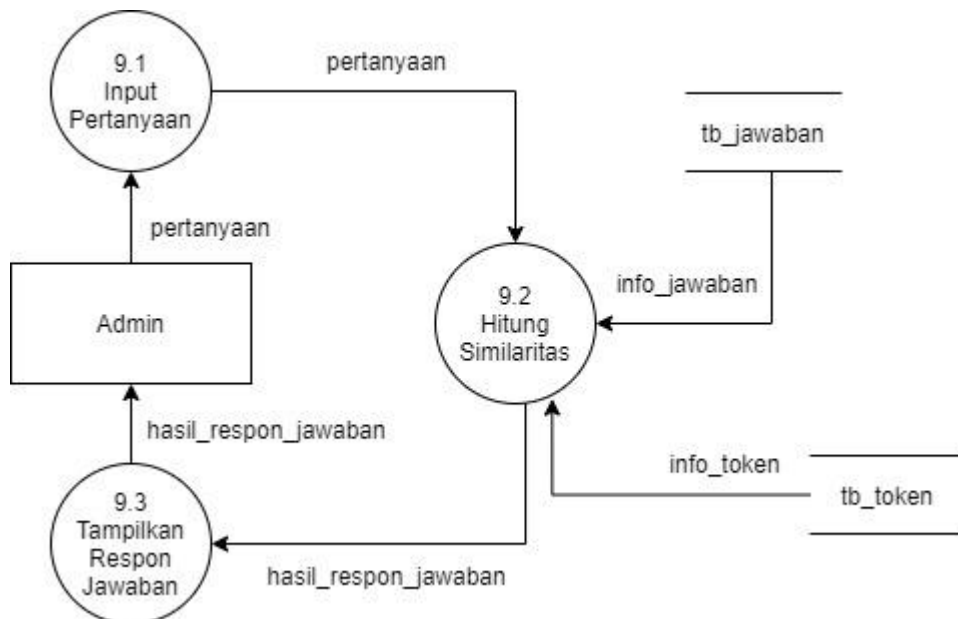 9.1
Input
Pertanyaan
pertanyaan
tb_jawaban
pertanyaan
info_jawaban
9.2
Hitung
Similaritas
Admin
hasil_respon_jawaban
info_token
tb_token
9.3
Tampilkan
Respon
Jawaban
hasil_respon_jawaban